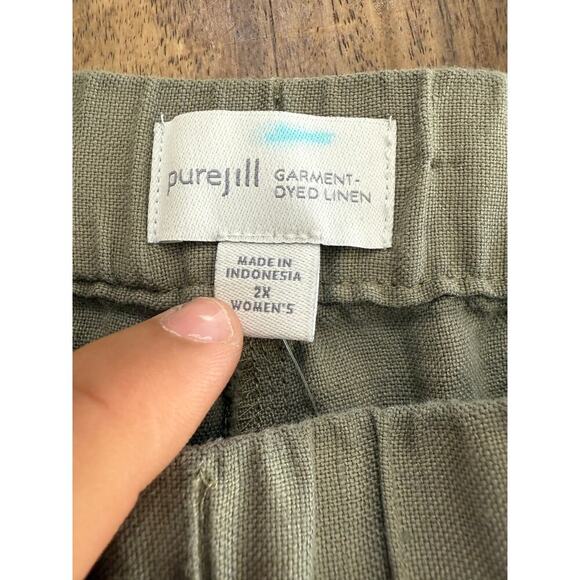 purejill
GARMENT-
DYED LINEN
MADE IN
INDONESIA
2X
WOMEN'S